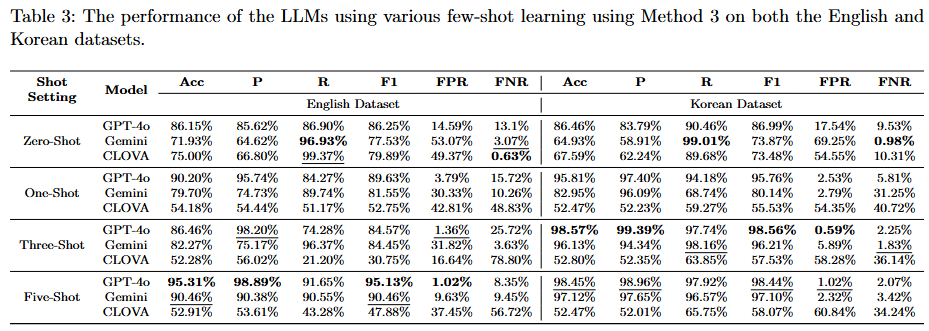 Table 3: The performance of the LLMs using various few-shot learning using Method 3 on both the English and
Korean datasets.
Shot Setting Model Acc P R F1 FPR FNR Acc P R F1 FPR FNR
English Dataset Korean Dataset
Zero-Shot GPT-4o 86.15% 85.62% 86.90% 86.25% 14.59% 13.1% 86.46% 83.79% 90.46% 86.99% 17.54% 9.53%
Gemini 71.93% 64.62% 96.93% 77.53% 53.07% 3.07% 64.93% 58.91% 99.01% 73.87% 69.25% 0.98%
CLOVA 75.00% 66.80% 99.37% 79.89% 49.37% 0.63% 67.59% 62.24% 89.68% 73.48% 54.55% 10.31%
One-Shot GPT-4o 90.20% 95.74% 84.27% 89.63% 3.79% 15.72% 95.81% 97.40% 94.18% 95.76% 2.53% 5.81%
Gemini 79.70% 74.73% 89.74% 81.55% 30.33% 10.26% 82.95% 96.09% 68.74% 80.14% 2.79% 31.25%
CLOVA 54.18% 54.44% 51.17% 52.75% 42.81% 48.83% 52.47% 52.23% 59.27% 55.53% 54.35% 40.72%
Three-Shot GPT-4o 86.46% 98.20% 74.28% 84.57% 1.36% 25.72% 98.57% 99.39% 97.74% 98.56% 0.59% 2.25%
Gemini 82.27% 75.17% 96.37% 84.45% 31.82% 3.63% 96.13% 94.34% 98.16% 96.21% 5.89% 1.83%
CLOVA 52.28% 56.02% 21.20% 30.75% 16.64% 78.80% 52.80% 52.35% 63.85% 57.53% 58.28% 36.14%
Five-Shot GPT-4o 95.31% 98.89% 91.65% 95.13% 1.02% 8.35% 98.45% 98.96% 97.92% 98.44% 1.02% 2.07%
Gemini 90.46% 90.38% 90.55% 90.46% 9.63% 9.45% 97.12% 97.65% 96.57% 97.10% 2.32% 3.42%
CLOVA 52.91% 53.61% 43.28% 47.88% 37.45% 56.72% 52.47% 52.01% 65.75% 58.07% 60.84% 34.24%